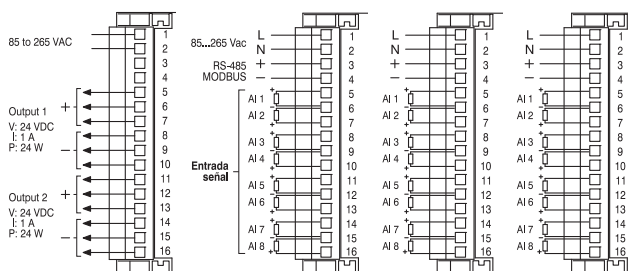 85 to 265 VAC
1
2
3
4
5
6
7
8
9
10
11
12
13
14
15
16
Output 1
+
V: 24 VDC
I: 1 A
P: 24 W
−
Output 2
+
V: 24 VDC
I: 1 A
P: 24 W
−
85...265 Vac
L
N
RS-485
MODBUS
+
−
Entrada
señal
+
AI 1
−
AI 2
+
+
AI 3
−
AI 4
+
+
AI 5
−
AI 6
+
+
AI 7
−
AI 8
+
1
2
3
4
5
6
7
8
9
10
11
12
13
14
15
16
L
N
+
−
+
AI 1
−
AI 2
+
+
AI 3
−
AI 4
+
+
AI 5
−
AI 6
+
+
AI 7
−
AI 8
+
1
2
3
4
5
6
7
8
9
10
11
12
13
14
15
16
L
N
+
−
+
AI 1
−
AI 2
+
+
AI 3
−
AI 4
+
+
AI 5
−
AI 6
+
+
AI 7
−
AI 8
+
1
2
3
4
5
6
7
8
9
10
11
12
13
14
15
16